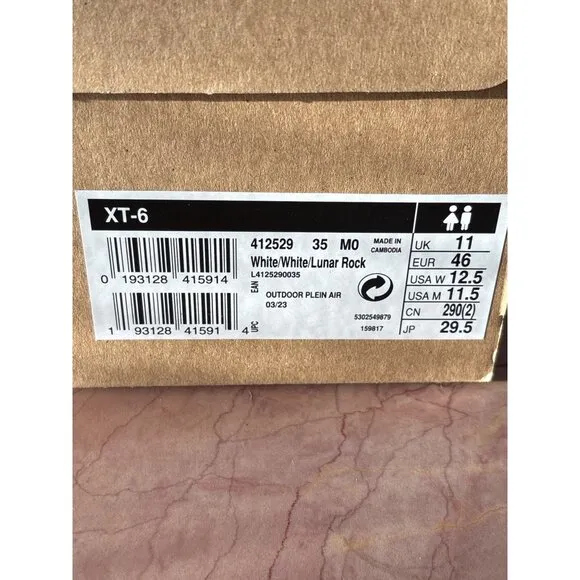 XT-6
412529 35 M0
White/White/Lunar Rock
L4125290035
MADE IN
CAMBODIA
OUTDOOR PLEIN AIR
03/23
5302549879
159817
0 193128 415914
EAN
1 93128 41591 4
UPC
UK 11
EUR 46
USA W 12.5
USA M 11.5
CN 290(2)
JP 29.5